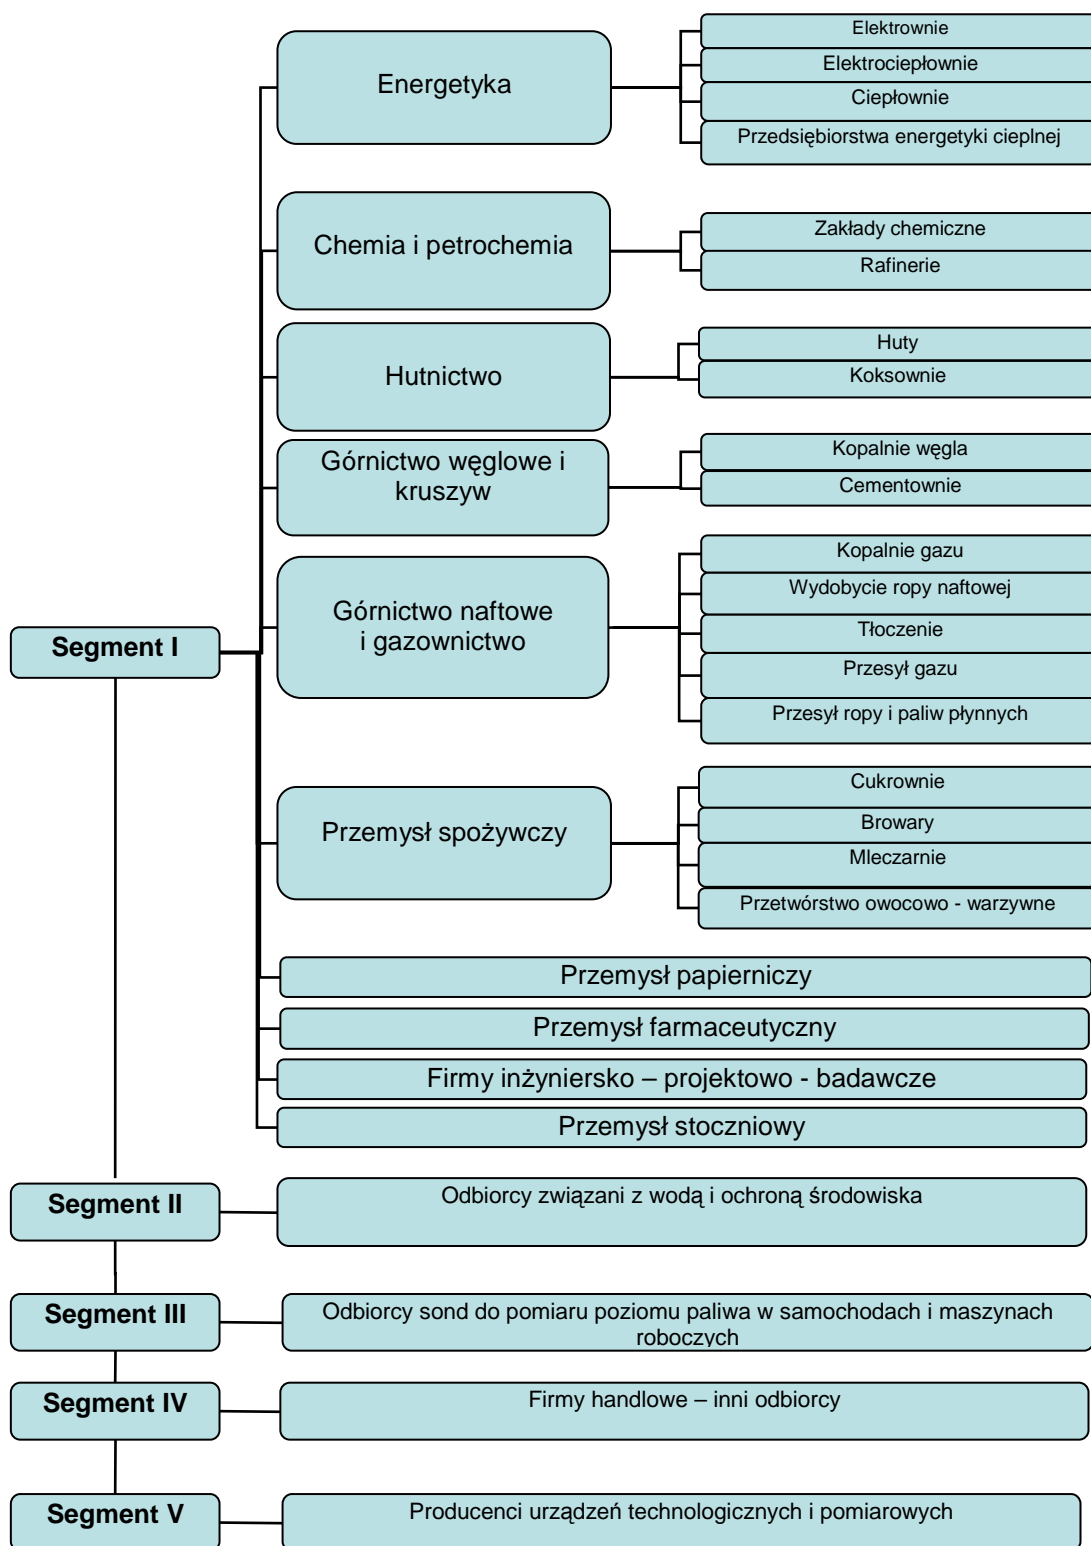 Energetyka
Elektrownie
Elektrociepłownie
Ciepłownie
Przedsiębiorstwa energetyki cieplnej
Chemia i petrochemia
Zakłady chemiczne
Rafinerie
Hutnictwo
Huty
Koksownie
Górnictwo węglowe i
kruszyw
Kopalnie węgla
Cementownie
Górnictwo naftowe
i gazownictwo
Kopalnie gazu
Wydobycie ropy naftowej
Tłoczenie
Przesył gazu
Przesył ropy i paliw płynnych
Segment I
Przemysł spożywczy
Cukrownie
Browary
Mleczarnie
Przetwórstwo owocowo - warzywne
Przemysł papierniczy
Przemysł farmaceutyczny
Firmy inżyniersko – projektowo - badawcze
Przemysł stoczniowy
Segment II
Odbiorcy związani z wodą i ochroną środowiska
Segment III
Odbiorcy sond do pomiaru poziomu paliwa w samochodach i maszynach
roboczych
Segment IV
Firmy handlowe – inni odbiorcy
Segment V
Producenci urządzeń technologicznych i pomiarowych